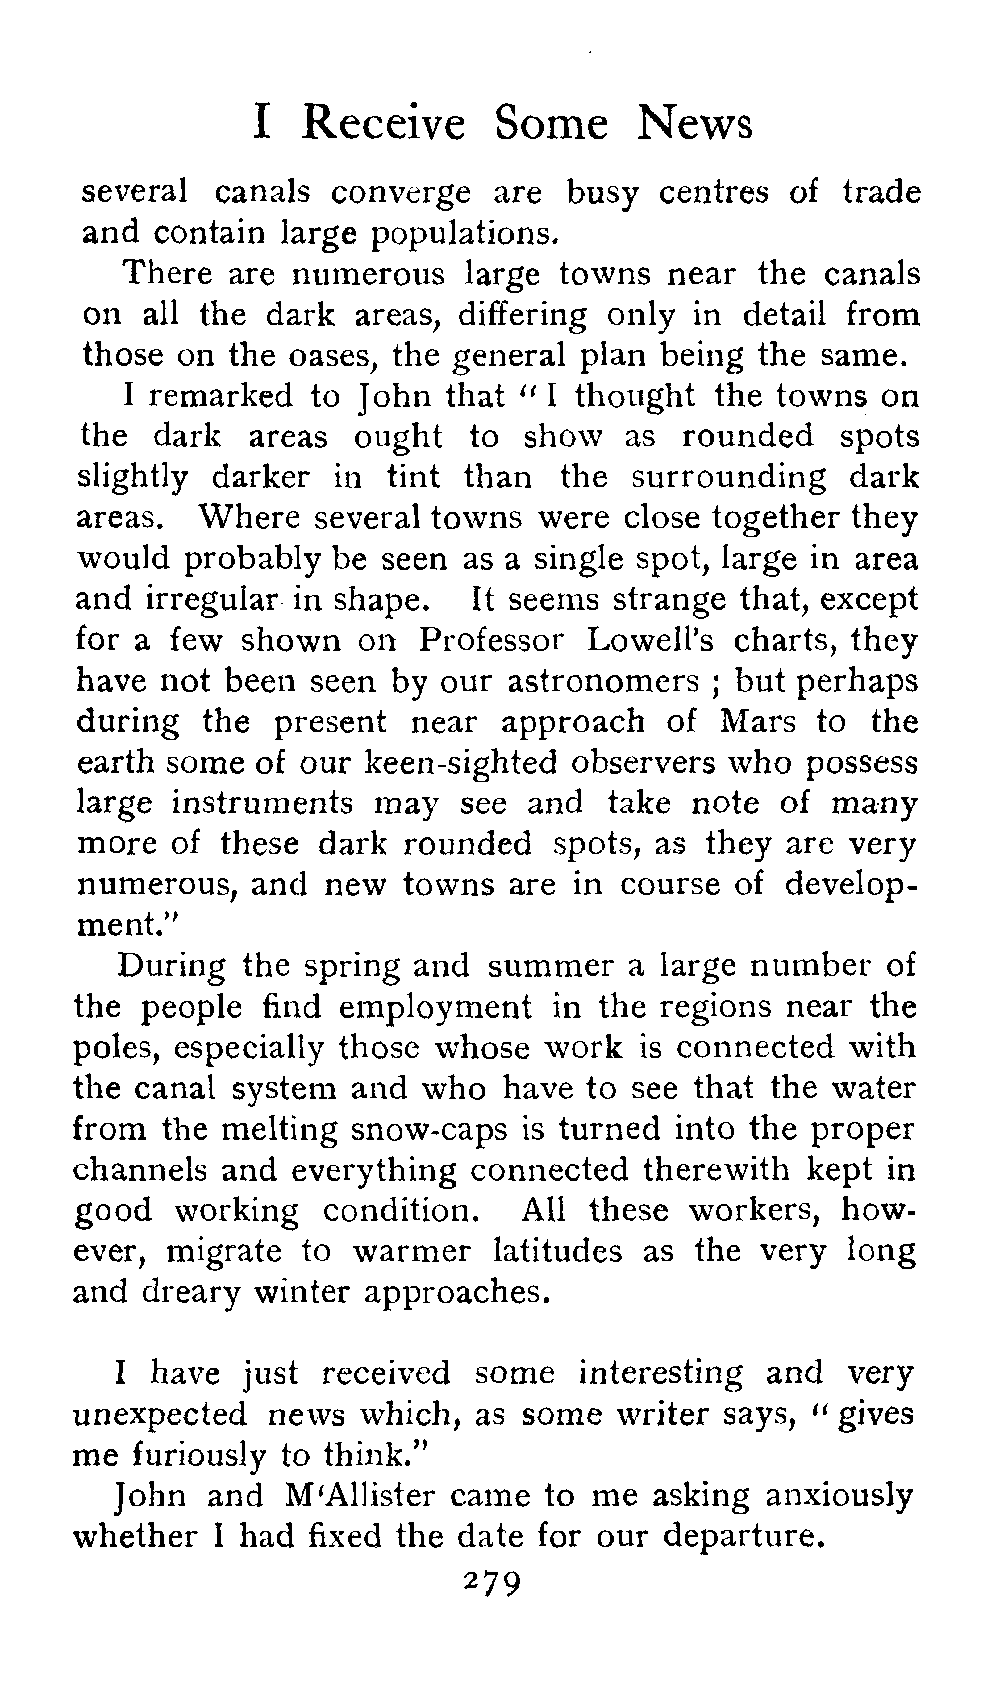 I Receive Some News
several canals converge are busy centres of trade
and contain large populations.
There are numerous large towns near the canals
on all the dark areas, differing only in detail from
those on the oases, the general plan being the same.
I remarked to John that “ I thought the towns on
the dark areas ought to show as rounded spots
slightly darker in tint than the surrounding dark
areas. Where several towns were close together they
would probably be seen as a single spot, large in area
and irregular in shape. It seems strange that, except
for a few shown on Professor Lowell's charts, they
have not been seen by our astronomers ; but perhaps
during the present near approach of Mars to the
earth some of our keen-sighted observers who possess
large instruments may see and take note of many
more of these dark rounded spots, as they are very
numerous, and new towns are in course of develop-
ment.”
During the spring and summer a large number of
the people find employment in the regions near the
poles, especially those whose work is connected with
the canal system and who have to see that the water
from the melting snow-caps is turned into the proper
channels and everything connected therewith kept in
good working condition. All these workers, how-
ever, migrate to warmer latitudes as the very long
and dreary winter approaches.
I have just received some interesting and very
unexpected news which, as some writer says, “ gives
me furiously to think.”
John and M‘Allister came to me asking anxiously
whether I had fixed the date for our departure.
279